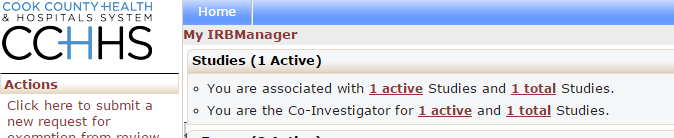 COOK COUNTY HEALTH
& HOSPITALS SYSTEM
CCHHS
Home
My IRBManager
Actions
Click here to submit a
new request for
exemption from review
Studies (1 Active)
You are associated with 1 active Studies and 1 total Studies.
You are the Co-Investigator for 1 active and 1 total Studies.